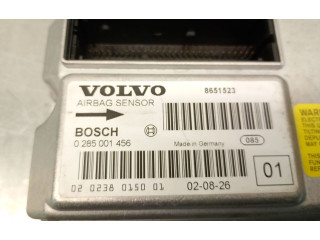 VOLVO
8651523
AIRBAG SENSOR
BOSCH
Made in Germany
085
0 285 001 456
02 0238 0150 01
02-08-26
01